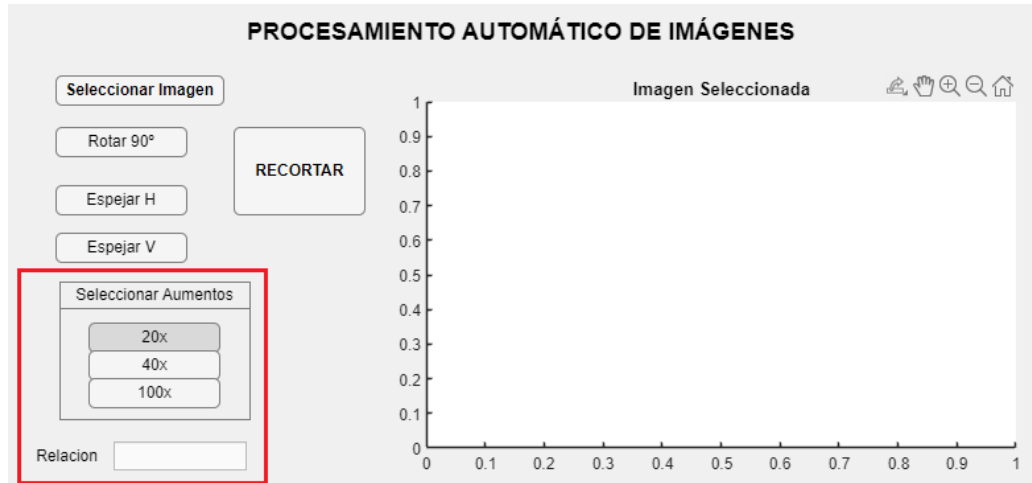 PROCESAMIENTO AUTOMÁTICO DE IMÁGENES
Seleccionar Imagen
Rotar 90º
RECORTAR
Espejar H
Espejar V
Seleccionar Aumentos
20x
40x
100x
Relacion
Imagen Seleccionada
1
0.9
0.8
0.7
0.6
0.5
0.4
0.3
0.2
0.1
0
0 0.1 0.2 0.3 0.4 0.5 0.6 0.7 0.8 0.9 1